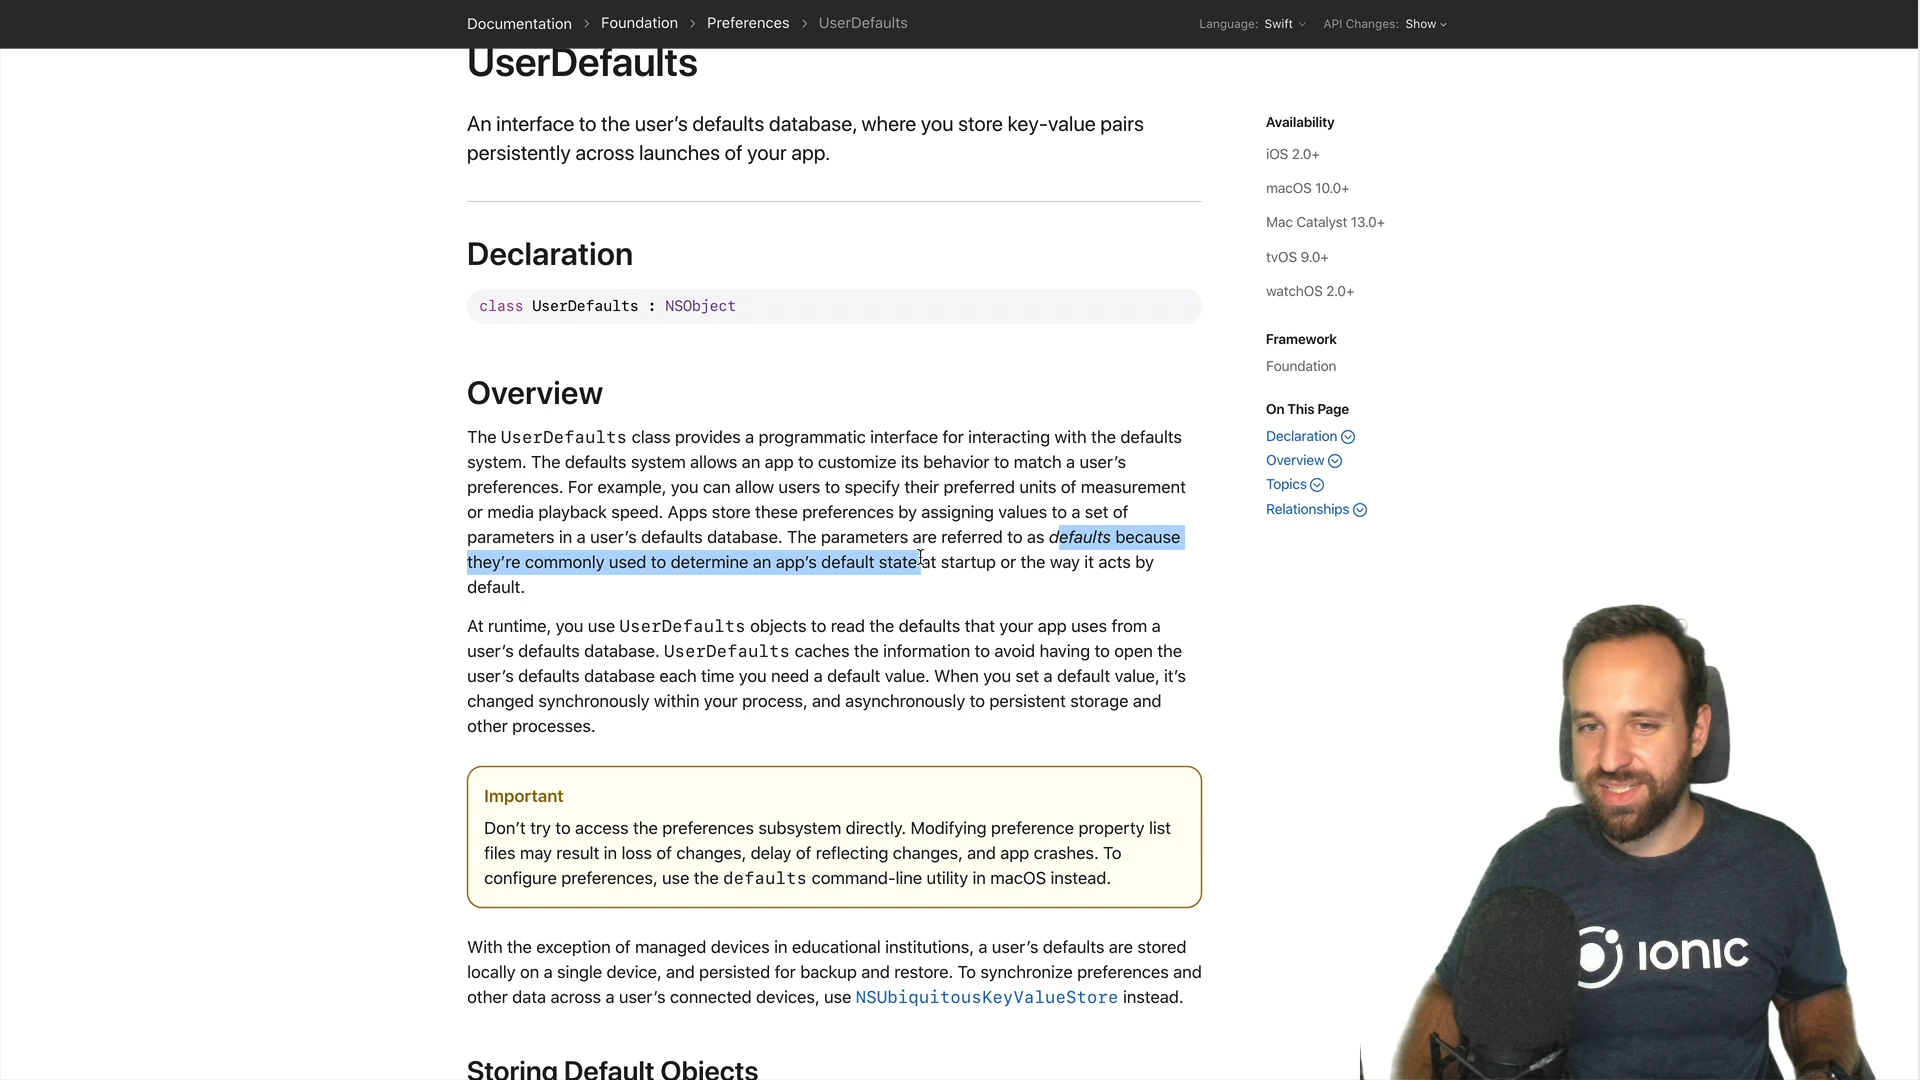 Documentation > Foundation > Preferences > UserDefaults
Language: Swift API Changes: Show
UserDefaults
An interface to the user’s defaults database, where you store key-value pairs
persistently across launches of your app.
Declaration
class UserDefaults : NSObject
Overview
The UserDefaults class provides a programmatic interface for interacting with the defaults
system. The defaults system allows an app to customize its behavior to match a user’s
preferences. For example, you can allow users to specify their preferred units of measurement
or media playback speed. Apps store these preferences by assigning values to a set of
parameters in a user’s defaults database. The parameters are referred to as defaults because
they’re commonly used to determine an app’s default state at startup or the way it acts by
default.
At runtime, you use UserDefaults objects to read the defaults that your app uses from a
user’s defaults database. UserDefaults caches the information to avoid having to open the
user’s defaults database each time you need a default value. When you set a default value, it’s
changed synchronously within your process, and asynchronously to persistent storage and
other processes.
Important
Don’t try to access the preferences subsystem directly. Modifying preference property list
files may result in loss of changes, delay of reflecting changes, and app crashes. To
configure preferences, use the defaults command-line utility in macOS instead.
With the exception of managed devices in educational institutions, a user’s defaults are stored
locally on a single device, and persisted for backup and restore. To synchronize preferences and
other data across a user’s connected devices, use NSUbiquitousKeyValueStore instead.
Storing Default Objects
Availability
iOS 2.0+
macOS 10.0+
Mac Catalyst 13.0+
tvOS 9.0+
watchOS 2.0+
Framework
Foundation
On This Page
Declaration
Overview
Topics
Relationships
IONIC